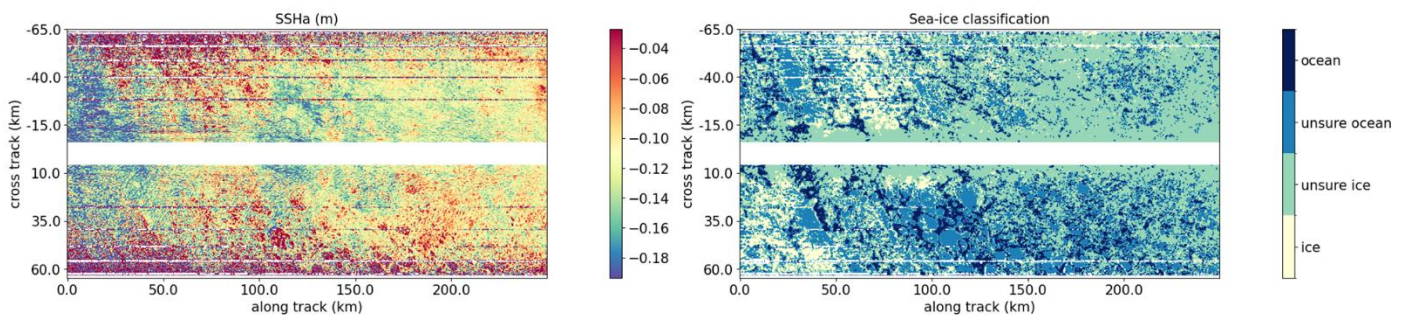 SSHa (m)
-65.0
-40.0
-15.0
10.0
35.0
60.0
cross track (km)
0.0 50.0 100.0 150.0 200.0
along track (km)
−0.04
−0.06
−0.08
−0.10
−0.12
−0.14
−0.16
−0.18
Sea-ice classification
-65.0
-40.0
-15.0
10.0
35.0
60.0
cross track (km)
0.0 50.0 100.0 150.0 200.0
along track (km)
ocean
unsure ocean
unsure ice
ice